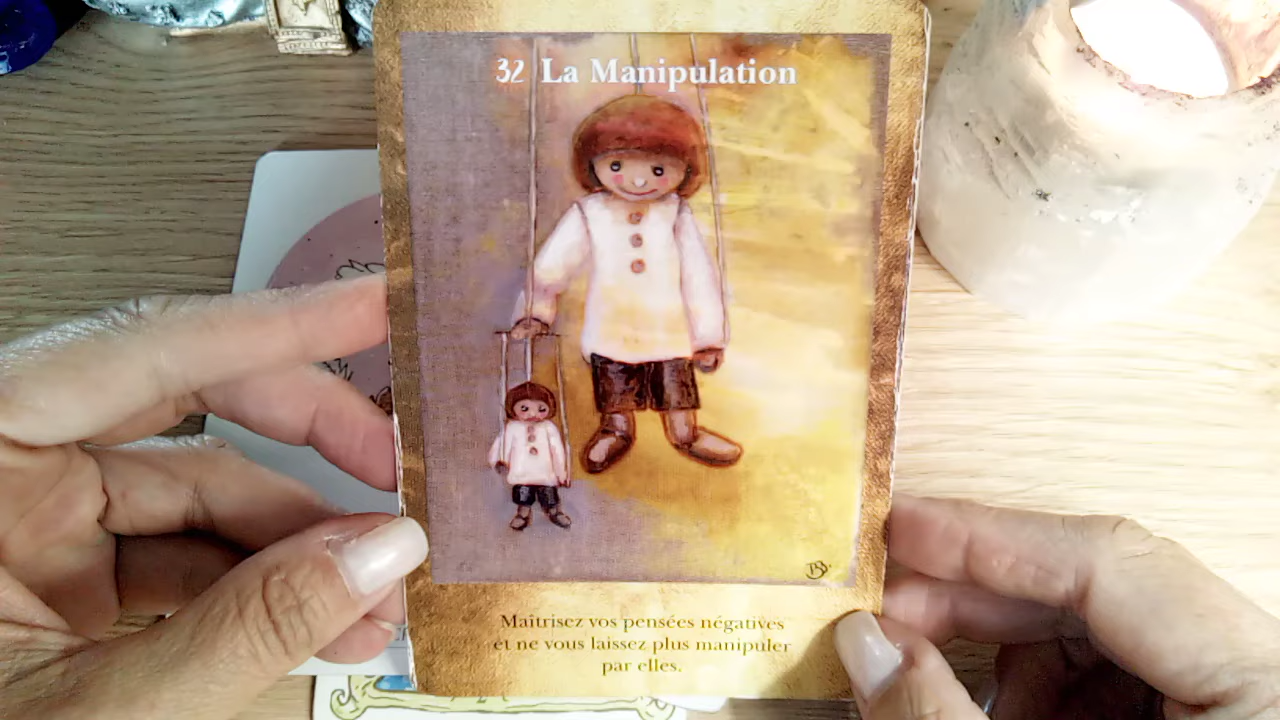 32 La Manipulation
Maîtrisez vos pensées négatives
et ne vous laissez plus manipuler
par elles.